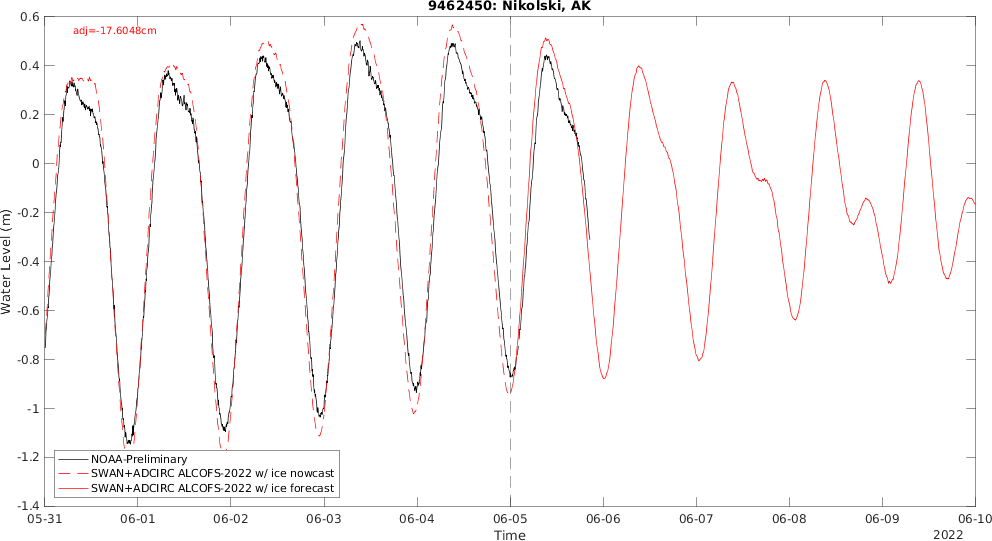 9462450: Nikolski, AK
adj=-17.6048cm
0.6
0.4
0.2
0
-0.2
-0.4
-0.6
-0.8
-1
-1.2
-1.4
Water Level (m)
NOAA-Preliminary
SWAN+ADCIRC ALCOFS-2022 w/ ice nowcast
SWAN+ADCIRC ALCOFS-2022 w/ ice forecast
05-31 06-01 06-02 06-03 06-04 06-05 06-06 06-07 06-08 06-09 06-10
Time
2022